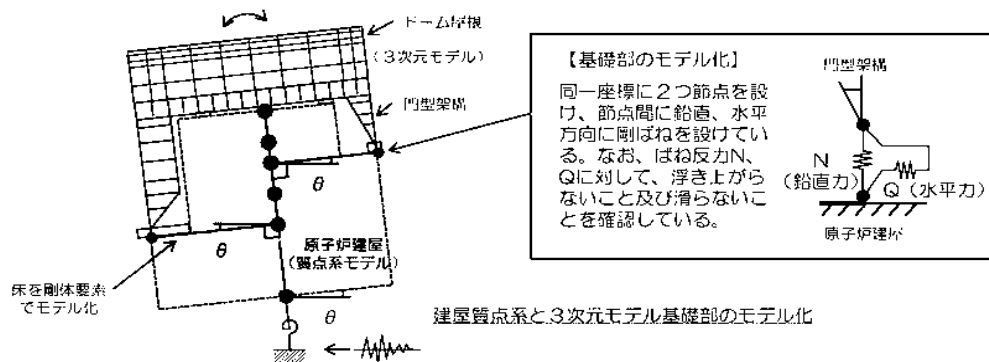 ドーム屋根
(3次元モデル)
門型架構
θ
θ
原子炉建屋
(質点系モデル)
床を剛体要素
でモデル化
θ
【基礎部のモデル化】
同一座標に2つ節点を設
け、節点間に鉛直、水平
方向に剛ばねを設けてい
る。なお、ばね反力N、
Qに対して、浮き上がら
ないこと及び滑らないこ
とを確認している。
門型架構
N
(鉛直力)
Q(水平力)
原子炉建屋
建屋質点系と3次元モデル基礎部のモデル化